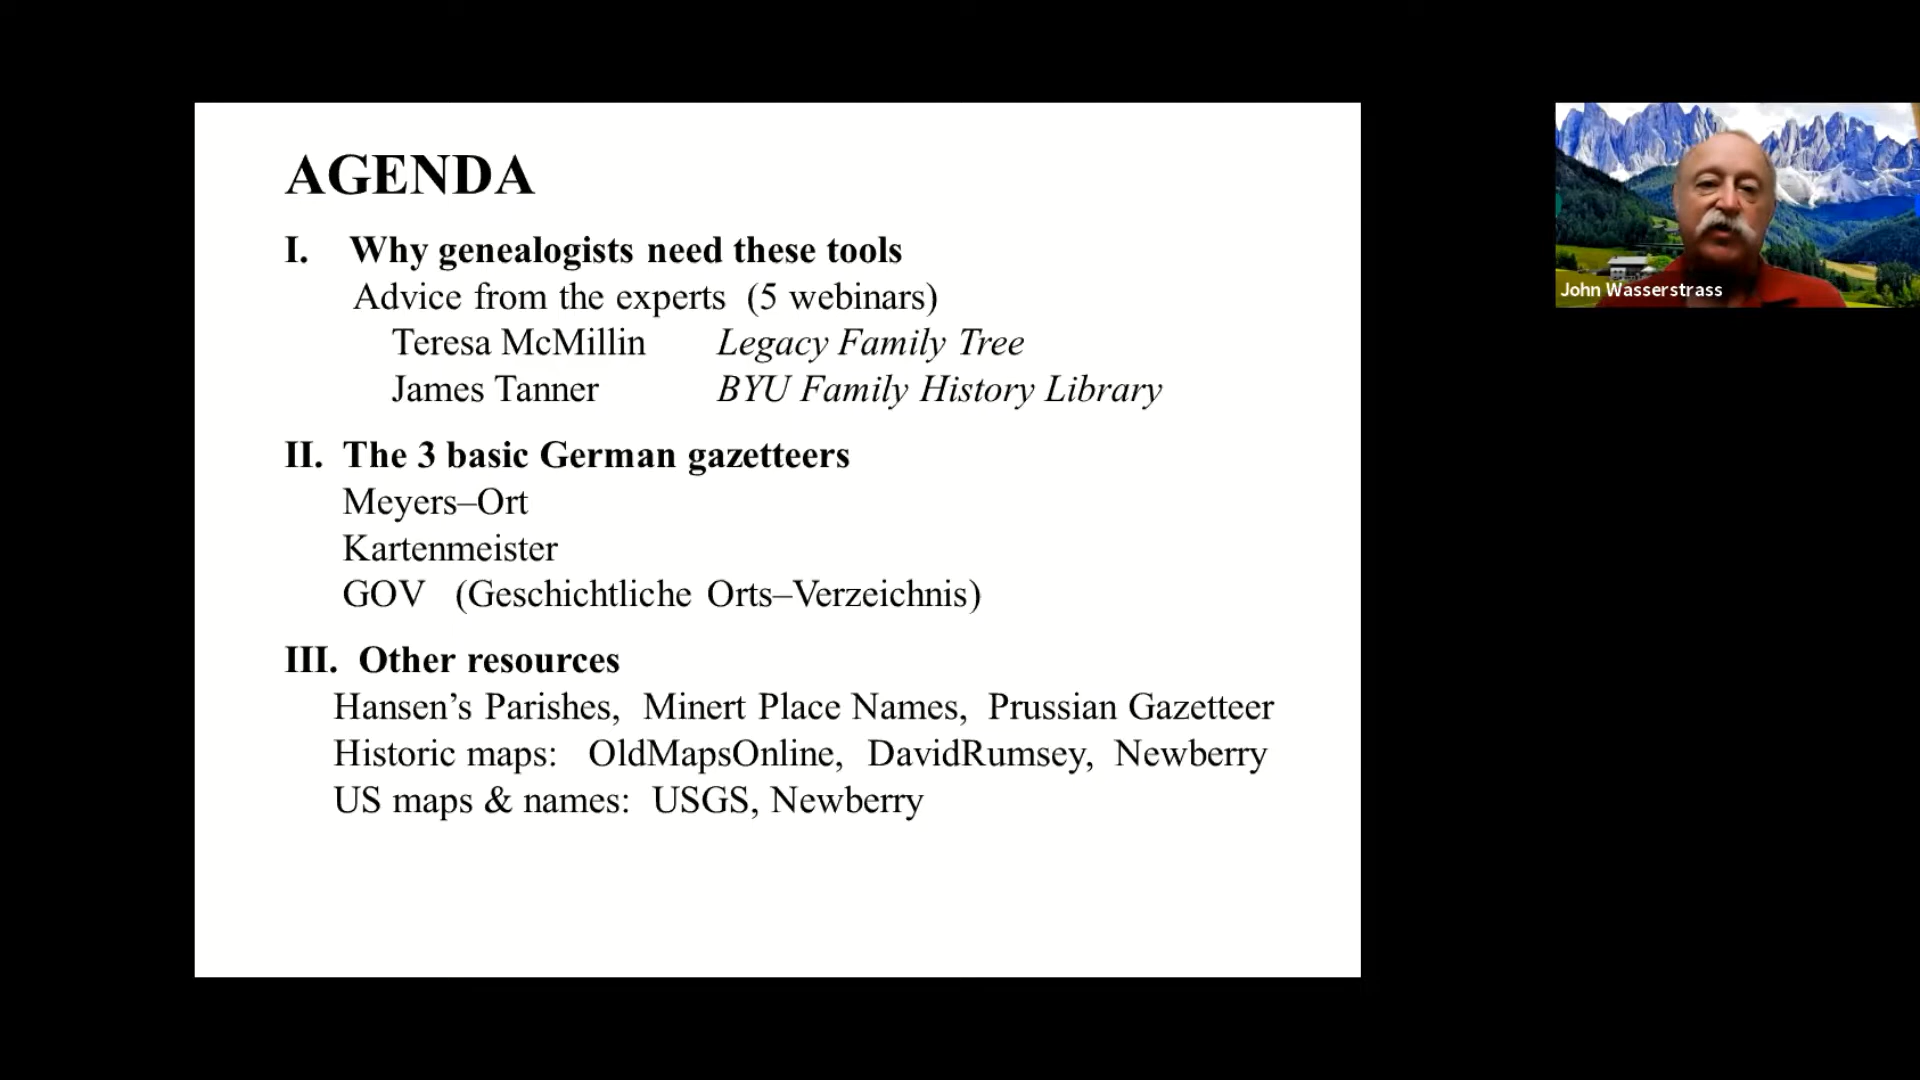 AGENDA
I. Why genealogists need these tools
Advice from the experts (5 webinars)
Teresa McMillin Legacy Family Tree
James Tanner BYU Family History Library
II. The 3 basic German gazetteers
Meyers–Ort
Kartenmeister
GOV (Geschichtliche Orts–Verzeichnis)
III. Other resources
Hansen’s Parishes, Minert Place Names, Prussian Gazetteer
Historic maps: OldMapsOnline, DavidRumsey, Newberry
US maps & names: USGS, Newberry
John Wasserstrass